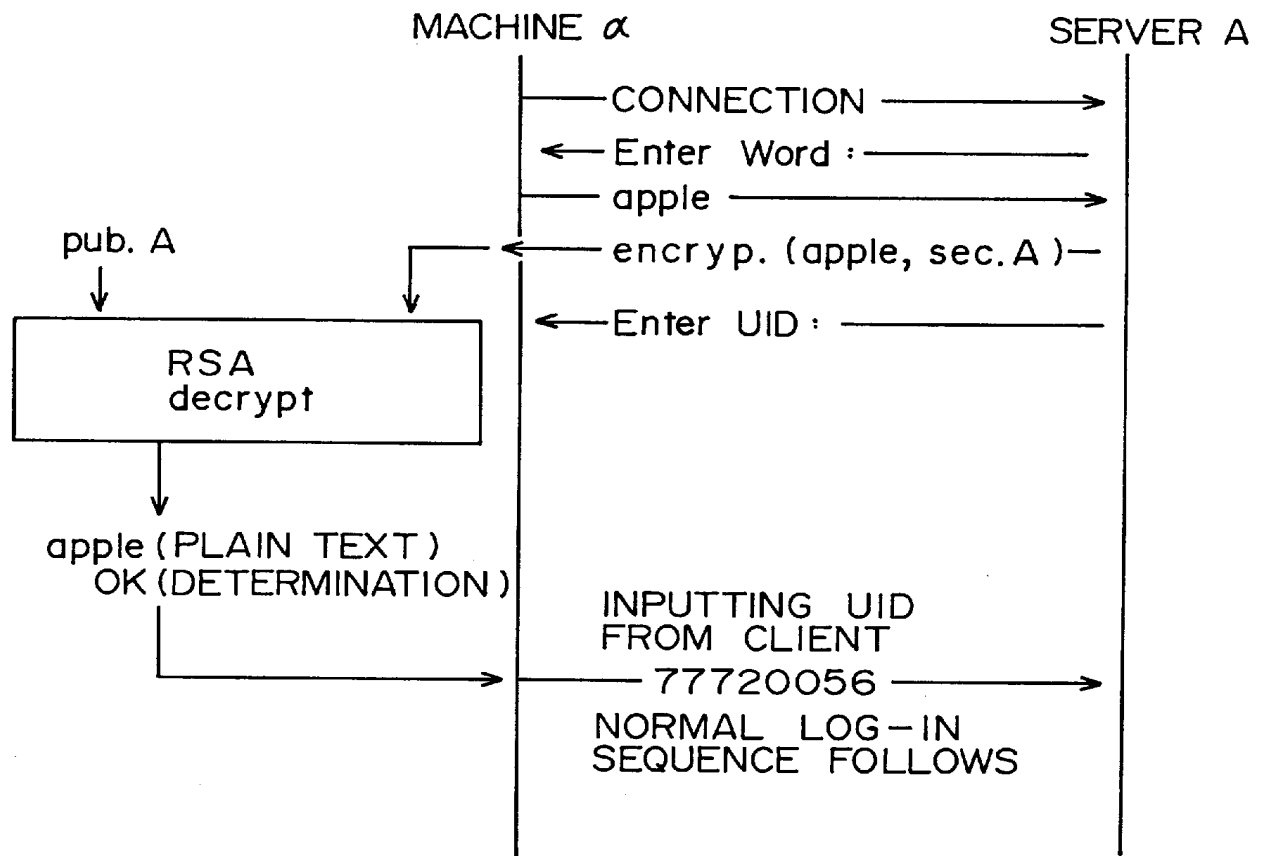 MACHINE α
SERVER A
CONNECTION
Enter Word :
apple
pub. A
encryp. (apple, sec. A)
Enter UID :
RSA
decrypt
apple (PLAIN TEXT)
OK (DETERMINATION)
INPUTTING UID
FROM CLIENT
77720056
NORMAL LOG-IN
SEQUENCE FOLLOWS